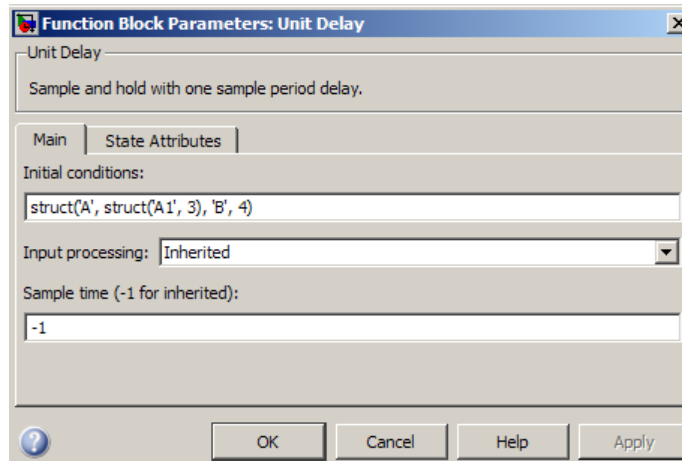 Function Block Parameters: Unit Delay
Unit Delay
Sample and hold with one sample period delay.
Main State Attributes
Initial conditions:
struct('A', struct('A1', 3), 'B', 4)
Input processing: Inherited
Sample time (-1 for inherited):
-1
OK Cancel Help Apply